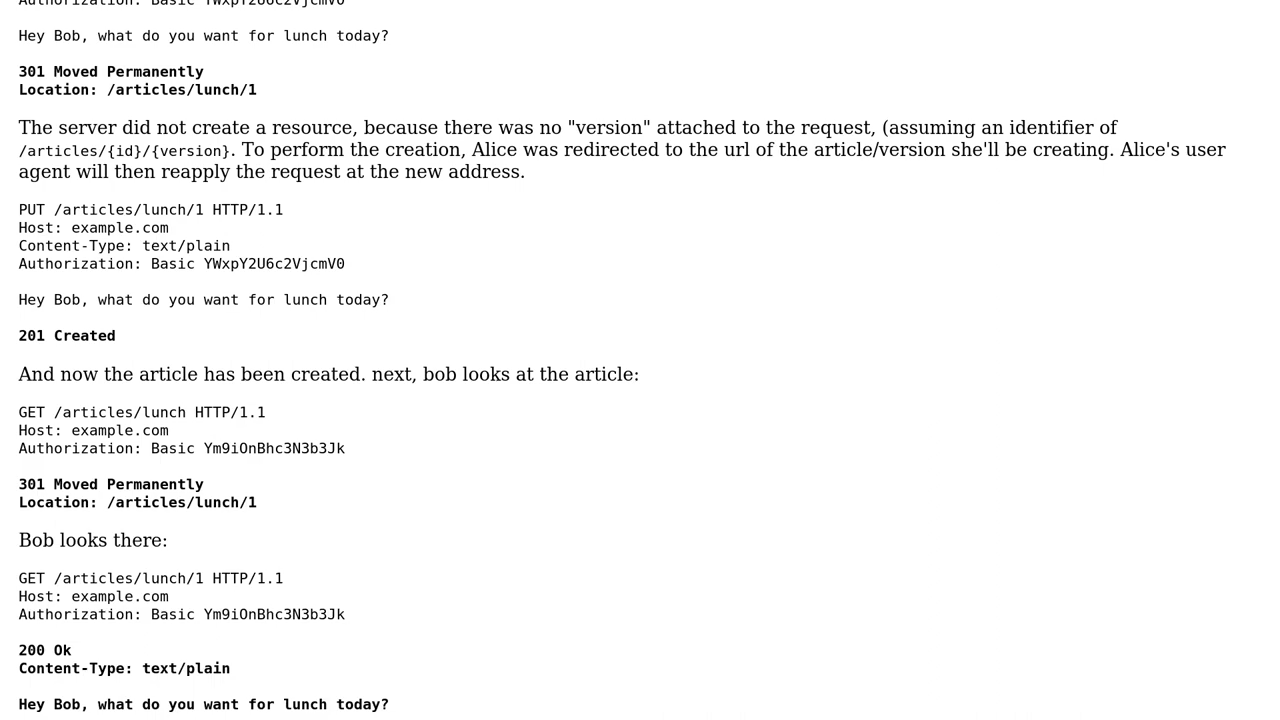 Authorization: Basic YWxpY2U6c2VjcmV0
Hey Bob, what do you want for lunch today?
301 Moved Permanently
Location: /articles/lunch/1
The server did not create a resource, because there was no "version" attached to the request, (assuming an identifier of
/articles/{id}/{version}. To perform the creation, Alice was redirected to the url of the article/version she'll be creating. Alice's user
agent will then reapply the request at the new address.
PUT /articles/lunch/1 HTTP/1.1
Host: example.com
Content-Type: text/plain
Authorization: Basic YWxpY2U6c2VjcmV0
Hey Bob, what do you want for lunch today?
201 Created
And now the article has been created. next, bob looks at the article:
GET /articles/lunch HTTP/1.1
Host: example.com
Authorization: Basic Ym9iOnBhc3N3b3Jk
301 Moved Permanently
Location: /articles/lunch/1
Bob looks there:
GET /articles/lunch/1 HTTP/1.1
Host: example.com
Authorization: Basic Ym9iOnBhc3N3b3Jk
200 Ok
Content-Type: text/plain
Hey Bob, what do you want for lunch today?